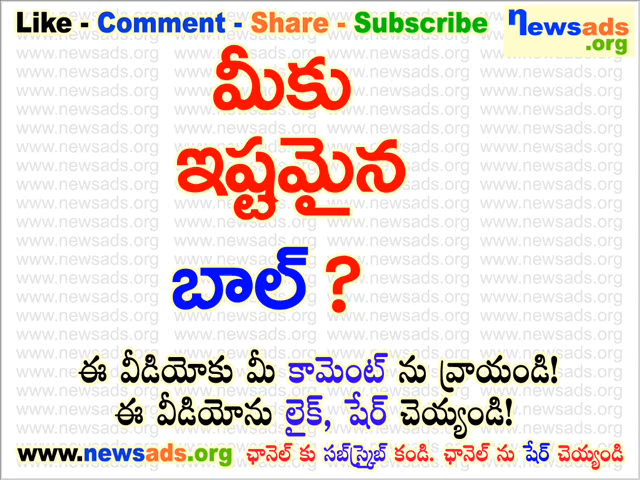 Like - Comment - Share - Subscribe
newsads
.org
మీకు
ఇష్టమైన
బాల్ ?
ఈ వీడియోకు మీ కామెంట్ ను వ్రాయండి!
ఈ వీడియోను లైక్, షేర్ చెయ్యండి!
www.newsads.org ఛానెల్ కు సబ్‌స్క్రైబ్ కండి. ఛానెల్ ను షేర్ చెయ్యండి